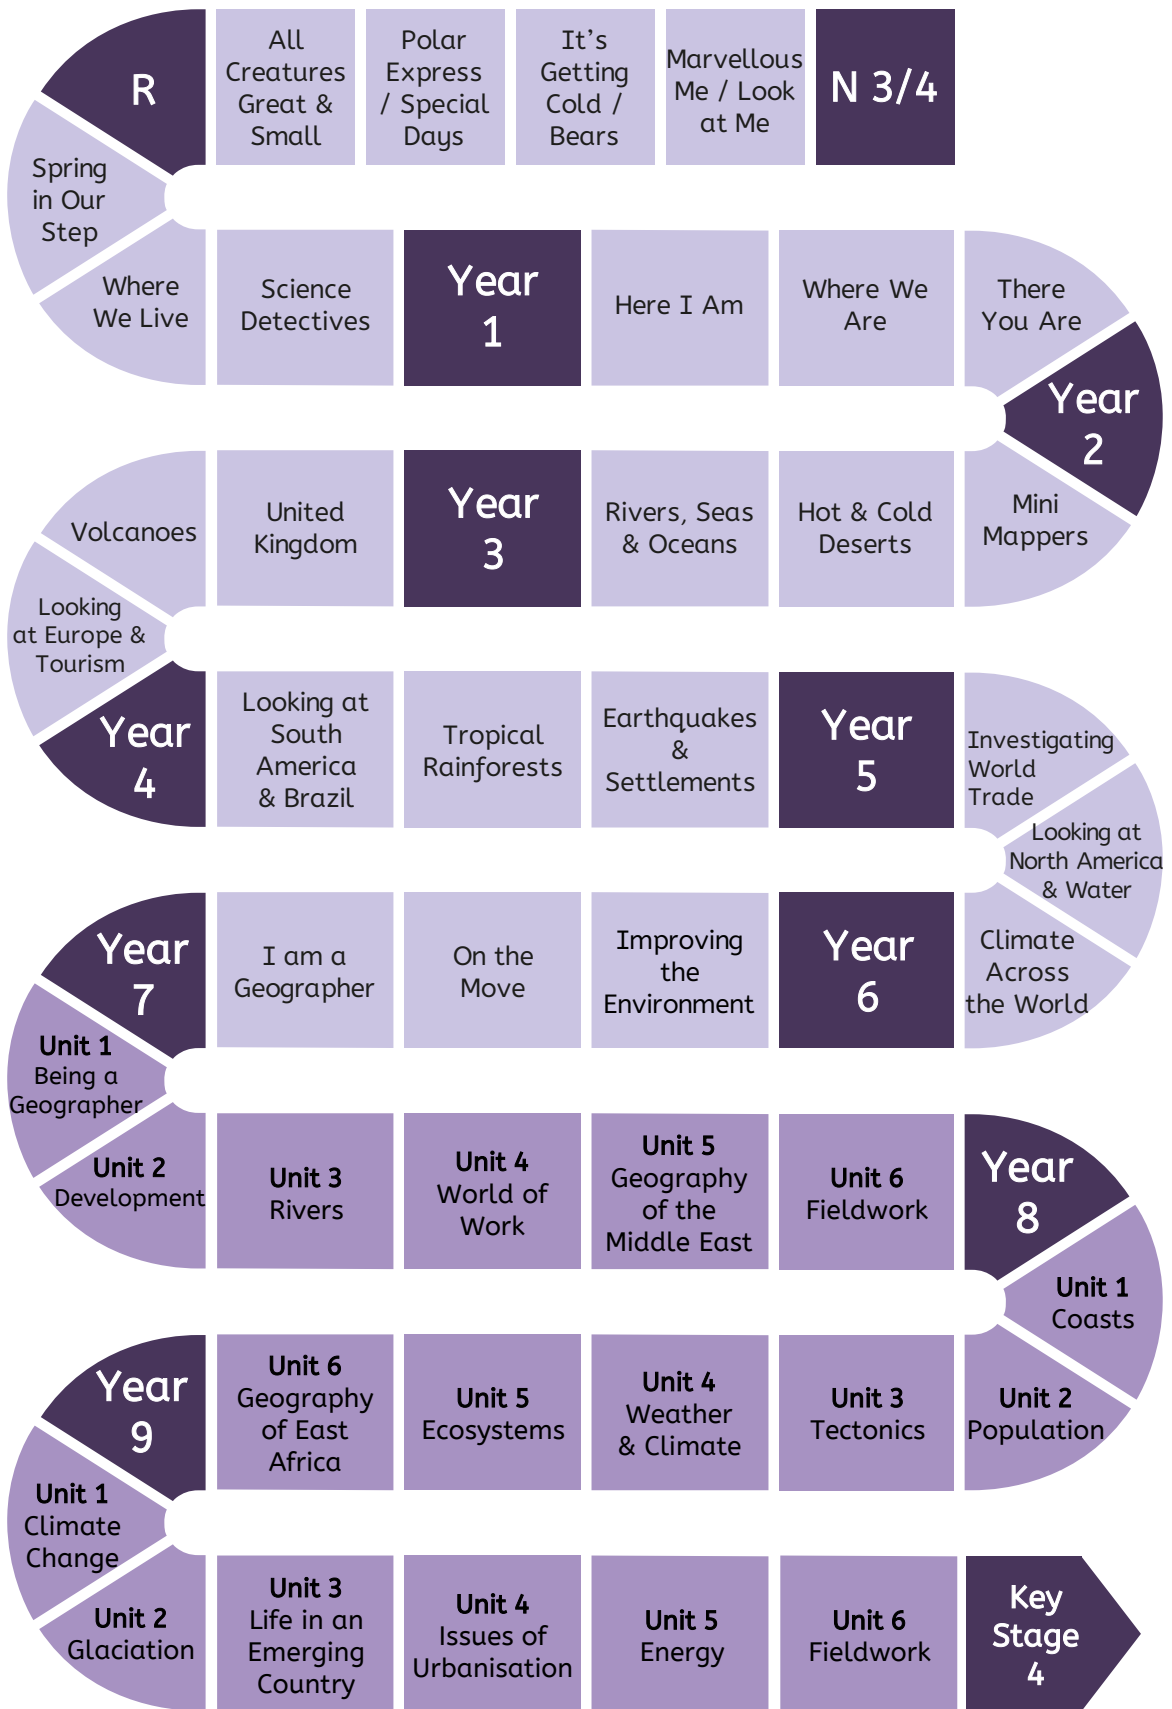 R
All
Creatures
Great &
Small
Polar
Express
/ Special
Days
It's
Getting
Cold /
Bears
Marvellous
Me / Look
at Me
N 3/4
Spring
in Our
Step
Where
We Live
Science
Detectives
Year
1
Here I Am
Where We
Are
There
You Are
Year
2
Mini
Mappers
Hot & Cold
Deserts
Rivers, Seas
& Oceans
Year
3
United
Kingdom
Volcanoes
Looking
at Europe &
Tourism
Year
4
Looking at
South
America
& Brazil
Tropical
Rainforests
Earthquakes
&
Settlements
Year
5
Investigating
World
Trade
Looking at
North America
& Water
Climate
Across
the World
Year
6
Improving
the
Environment
On the
Move
I am a
Geographer
Year
7
Unit 1
Being a
Geographer
Unit 2
Development
Unit 3
Rivers
Unit 4
World of
Work
Unit 5
Geography
of the
Middle East
Unit 6
Fieldwork
Year
8
Unit 1
Coasts
Unit 2
Population
Unit 3
Tectonics
Unit 4
Weather
& Climate
Unit 5
Ecosystems
Unit 6
Geography
of East
Africa
Year
9
Unit 1
Climate
Change
Unit 2
Glaciation
Unit 3
Life in an
Emerging
Country
Unit 4
Issues of
Urbanisation
Unit 5
Energy
Unit 6
Fieldwork
Key
Stage
4